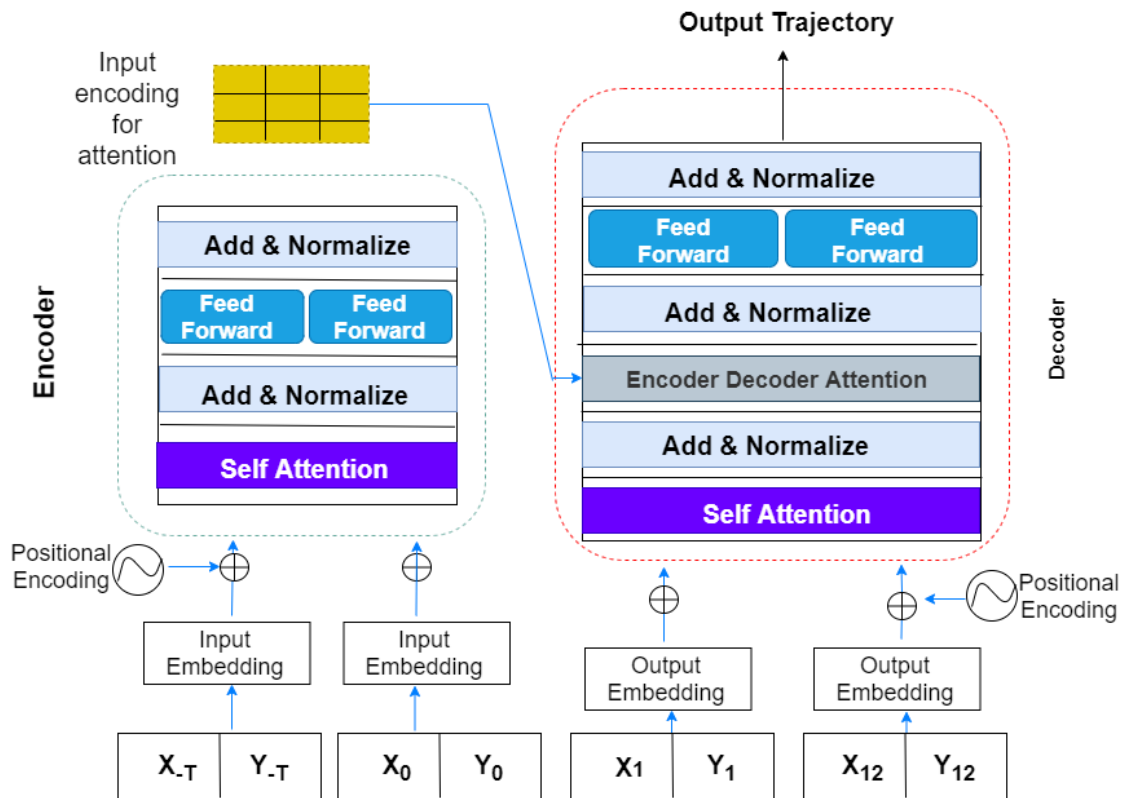 Output Trajectory
Input
encoding
for
attention
Encoder
Add & Normalize
Feed
Forward
Feed
Forward
Add & Normalize
Self Attention
Add & Normalize
Feed
Forward
Feed
Forward
Add & Normalize
Encoder Decoder Attention
Add & Normalize
Self Attention
Decoder
Positional
Encoding
Positional
Encoding
Input
Embedding
Input
Embedding
Output
Embedding
Output
Embedding
X-T Y-T
X0 Y0
X1 Y1
X12 Y12